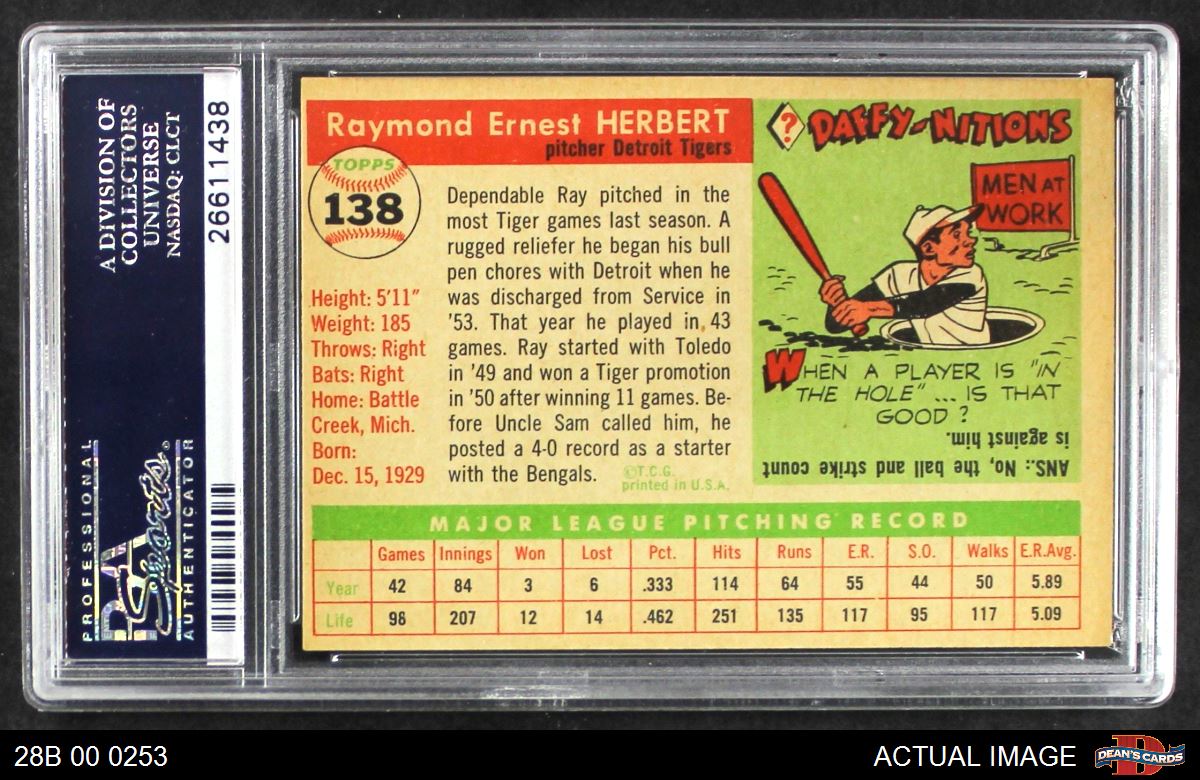 A DIVISION OF
COLLECTORS
UNIVERSE
NASDAQ: CLCT
26611438
PROFESSIONAL
PSA
Sports
AUTHENTICATOR
Raymond Ernest HERBERT
pitcher Detroit Tigers
TOPPS
138
Height: 5'11"
Weight: 185
Throws: Right
Bats: Right
Home: Battle
Creek, Mich.
Born:
Dec. 15, 1929
Dependable Ray pitched in the
most Tiger games last season. A
rugged reliefer he began his bull
pen chores with Detroit when he
was discharged from Service in
'53. That year he played in 43
games. Ray started with Toledo
in '49 and won a Tiger promotion
in '50 after winning 11 games. Be-
fore Uncle Sam called him, he
posted a 4-0 record as a starter
with the Bengals.
©T.C.G.
printed in U.S.A.
? DAFFY-NITIONS
MEN AT
WORK
WHEN A PLAYER IS "IN
THE HOLE" ... IS THAT
GOOD?
ANS.: No, the ball and strike count
is against him.
MAJOR LEAGUE PITCHING RECORD
Games Innings Won Lost Pct. Hits Runs E.R. S.O. Walks E.R.Avg.
Year 42 84 3 6 .333 114 64 55 44 50 5.89
Life 98 207 12 14 .462 251 135 117 95 117 5.09
28B 00 0253
ACTUAL IMAGE
DEAN'S CARDS